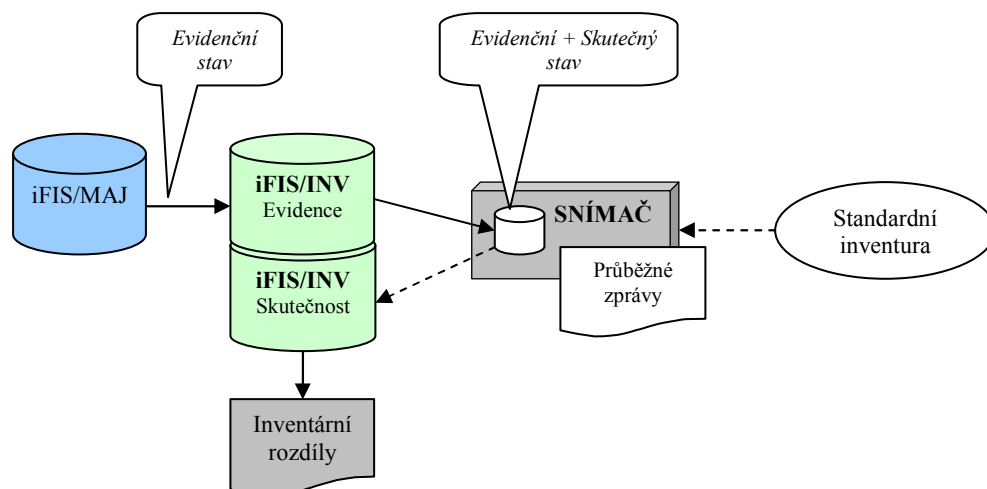 Evidenční
stav
Evidenční + Skutečný
stav
iFIS/MAJ
iFIS/INV
Evidence
iFIS/INV
Skutečnost
SNÍMAČ
Průběžné
zprávy
Standardní
inventura
Inventární
rozdíly